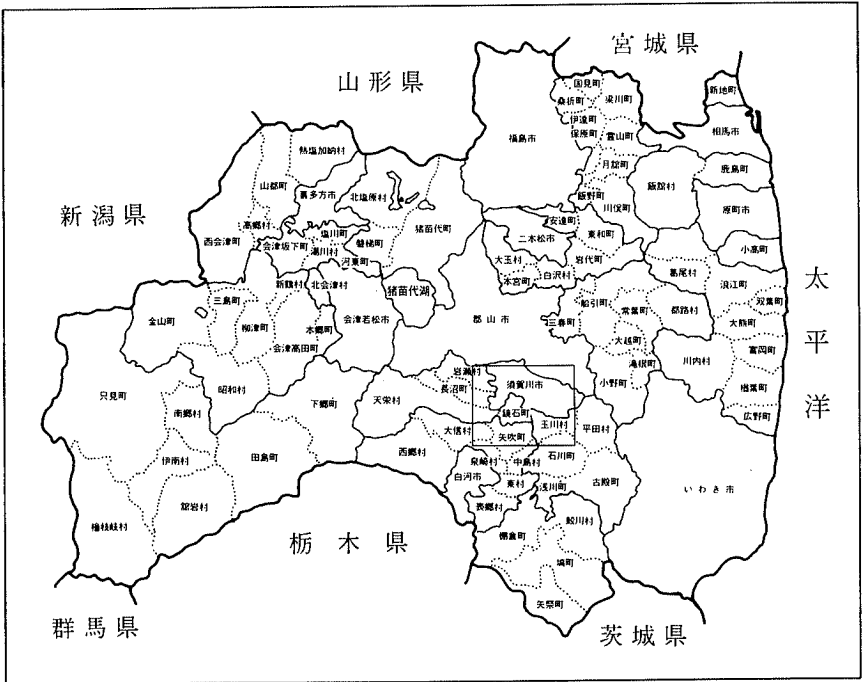 宮城県
山形県
新潟県
国見町
桑折町
梁川町
伊達町
保原町
霊山町
福島市
月舘町
飯野町
川俣町
飯舘村
新地町
相馬市
鹿島町
原町市
小高町
熱塩加納村
山都町
喜多方市
北塩原村
高郷村
西会津町
会津坂下町
塩川町
湯川村
磐梯町
河東町
猪苗代町
猪苗代湖
安達町
二本松市
東和町
大玉村
本宮町
白沢村
岩代町
葛尾村
浪江町
双葉町
大熊町
富岡町
楢葉町
広野町
太平洋
金山町
三島町
柳津町
新鶴村
北会津村
会津若松市
本郷町
会津高田町
郡山市
三春町
船引町
常葉町
都路村
大越町
滝根町
小野町
川内村
只見町
昭和村
南郷村
伊南村
田島町
下郷町
舘岩村
檜枝岐村
岩瀬村
長沼町
天栄村
須賀川市
鏡石町
玉川村
平田村
大信村
矢吹町
西郷村
泉崎村
中島村
石川町
白河市
東村
浅川町
古殿町
表郷村
鮫川村
棚倉町
塙町
矢祭町
いわき市
栃木県
群馬県
茨城県